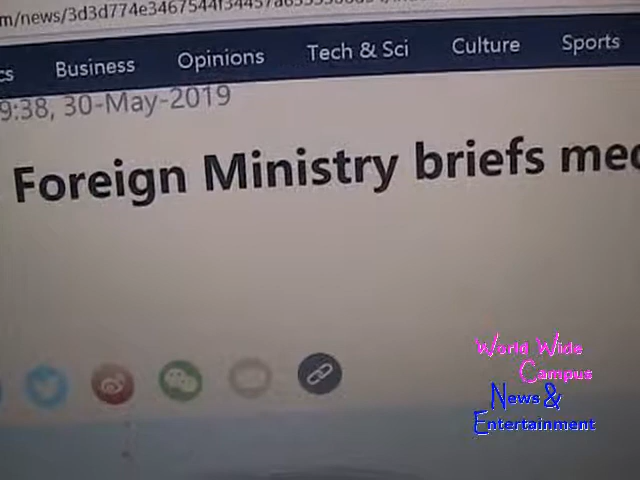 Business Opinions Tech & Sci Culture Sports
9:38, 30-May-2019
Foreign Ministry briefs
World Wide
Campus
News &
Entertainment